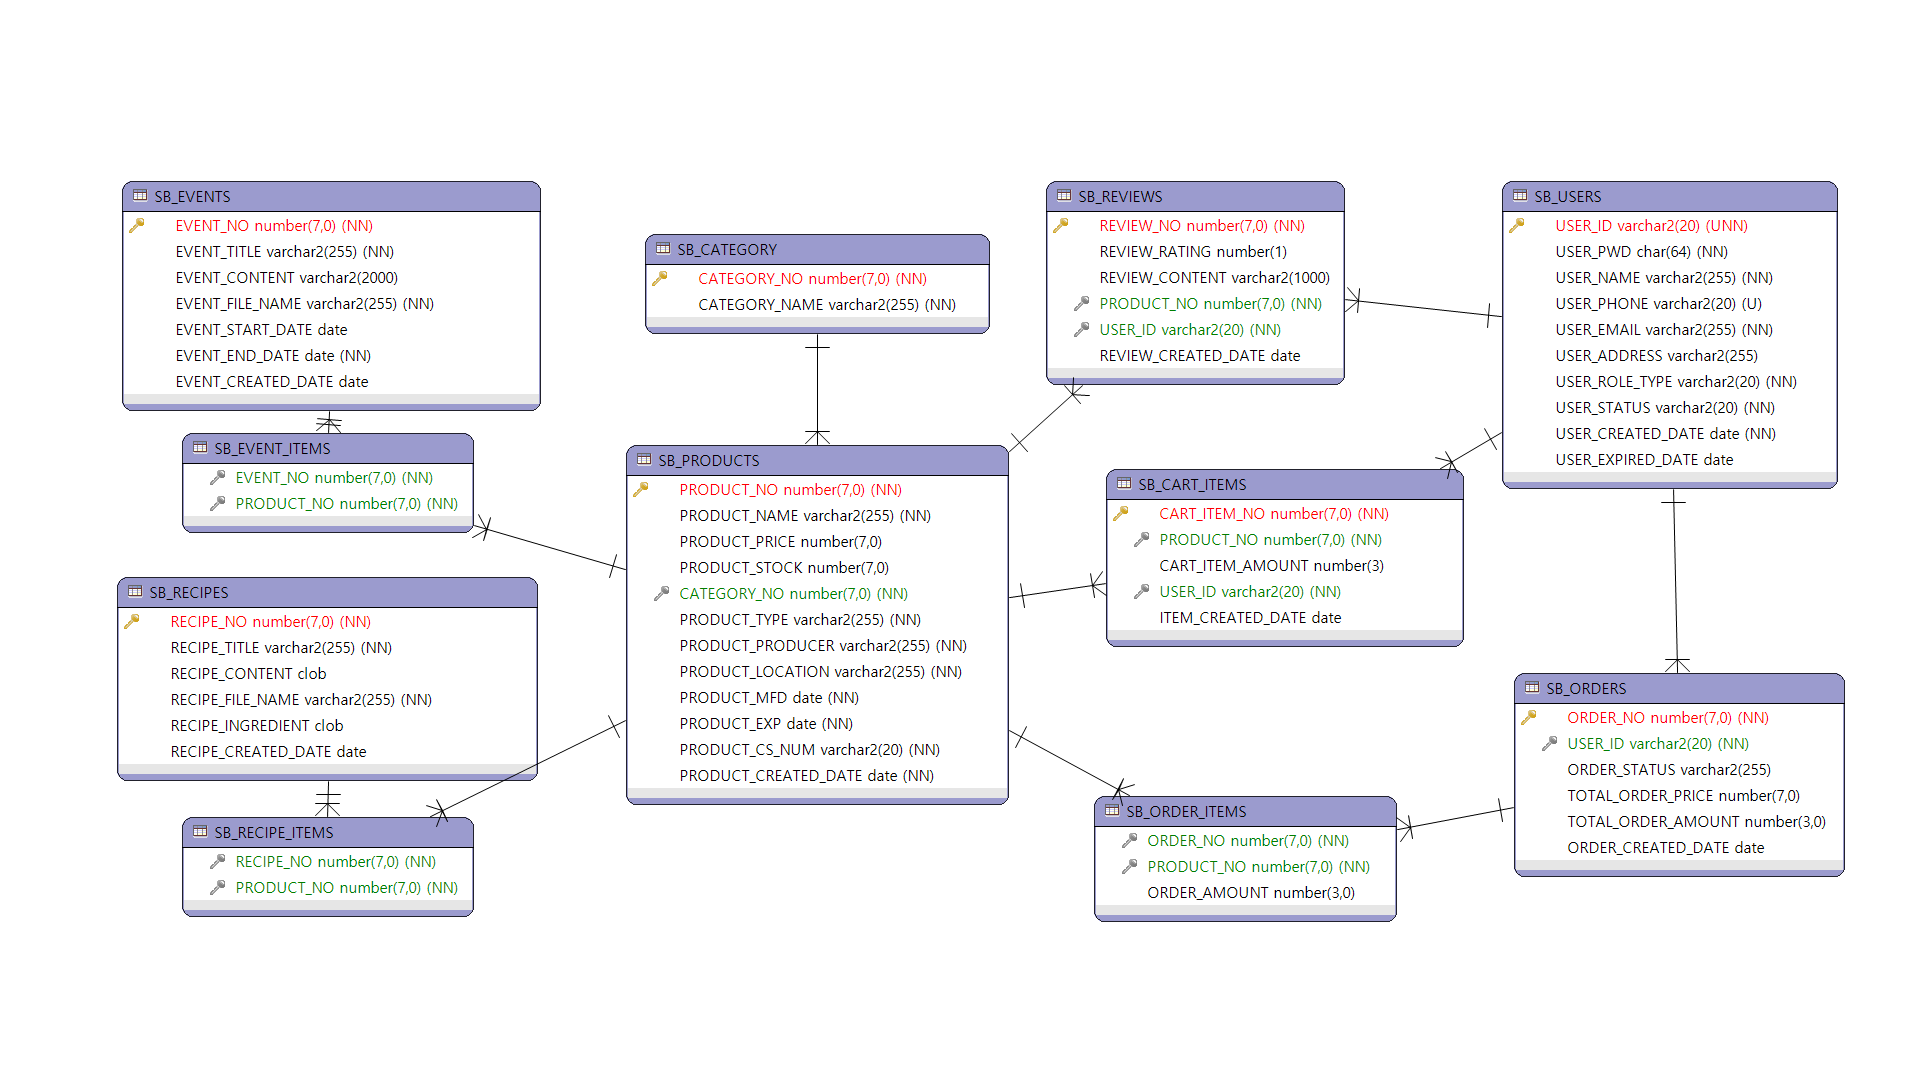 SB_EVENTS
EVENT_NO number(7,0) (NN)
EVENT_TITLE varchar2(255) (NN)
EVENT_CONTENT varchar2(2000)
EVENT_FILE_NAME varchar2(255) (NN)
EVENT_START_DATE date
EVENT_END_DATE date (NN)
EVENT_CREATED_DATE date
SB_EVENT_ITEMS
EVENT_NO number(7,0) (NN)
PRODUCT_NO number(7,0) (NN)
SB_RECIPES
RECIPE_NO number(7,0) (NN)
RECIPE_TITLE varchar2(255) (NN)
RECIPE_CONTENT clob
RECIPE_FILE_NAME varchar2(255) (NN)
RECIPE_INGREDIENT clob
RECIPE_CREATED_DATE date
SB_RECIPE_ITEMS
RECIPE_NO number(7,0) (NN)
PRODUCT_NO number(7,0) (NN)
SB_CATEGORY
CATEGORY_NO number(7,0) (NN)
CATEGORY_NAME varchar2(255) (NN)
SB_PRODUCTS
PRODUCT_NO number(7,0) (NN)
PRODUCT_NAME varchar2(255) (NN)
PRODUCT_PRICE number(7,0)
PRODUCT_STOCK number(7,0)
CATEGORY_NO number(7,0) (NN)
PRODUCT_TYPE varchar2(255) (NN)
PRODUCT_PRODUCER varchar2(255) (NN)
PRODUCT_LOCATION varchar2(255) (NN)
PRODUCT_MFD date (NN)
PRODUCT_EXP date (NN)
PRODUCT_CS_NUM varchar2(20) (NN)
PRODUCT_CREATED_DATE date (NN)
SB_REVIEWS
REVIEW_NO number(7,0) (NN)
REVIEW_RATING number(1)
REVIEW_CONTENT varchar2(1000)
PRODUCT_NO number(7,0) (NN)
USER_ID varchar2(20) (NN)
REVIEW_CREATED_DATE date
SB_CART_ITEMS
CART_ITEM_NO number(7,0) (NN)
PRODUCT_NO number(7,0) (NN)
CART_ITEM_AMOUNT number(3)
USER_ID varchar2(20) (NN)
ITEM_CREATED_DATE date
SB_ORDER_ITEMS
ORDER_NO number(7,0) (NN)
PRODUCT_NO number(7,0) (NN)
ORDER_AMOUNT number(3,0)
SB_USERS
USER_ID varchar2(20) (UNN)
USER_PWD char(64) (NN)
USER_NAME varchar2(255) (NN)
USER_PHONE varchar2(20) (U)
USER_EMAIL varchar2(255) (NN)
USER_ADDRESS varchar2(255)
USER_ROLE_TYPE varchar2(20) (NN)
USER_STATUS varchar2(20) (NN)
USER_CREATED_DATE date (NN)
USER_EXPIRED_DATE date
SB_ORDERS
ORDER_NO number(7,0) (NN)
USER_ID varchar2(20) (NN)
ORDER_STATUS varchar2(255)
TOTAL_ORDER_PRICE number(7,0)
TOTAL_ORDER_AMOUNT number(3,0)
ORDER_CREATED_DATE date